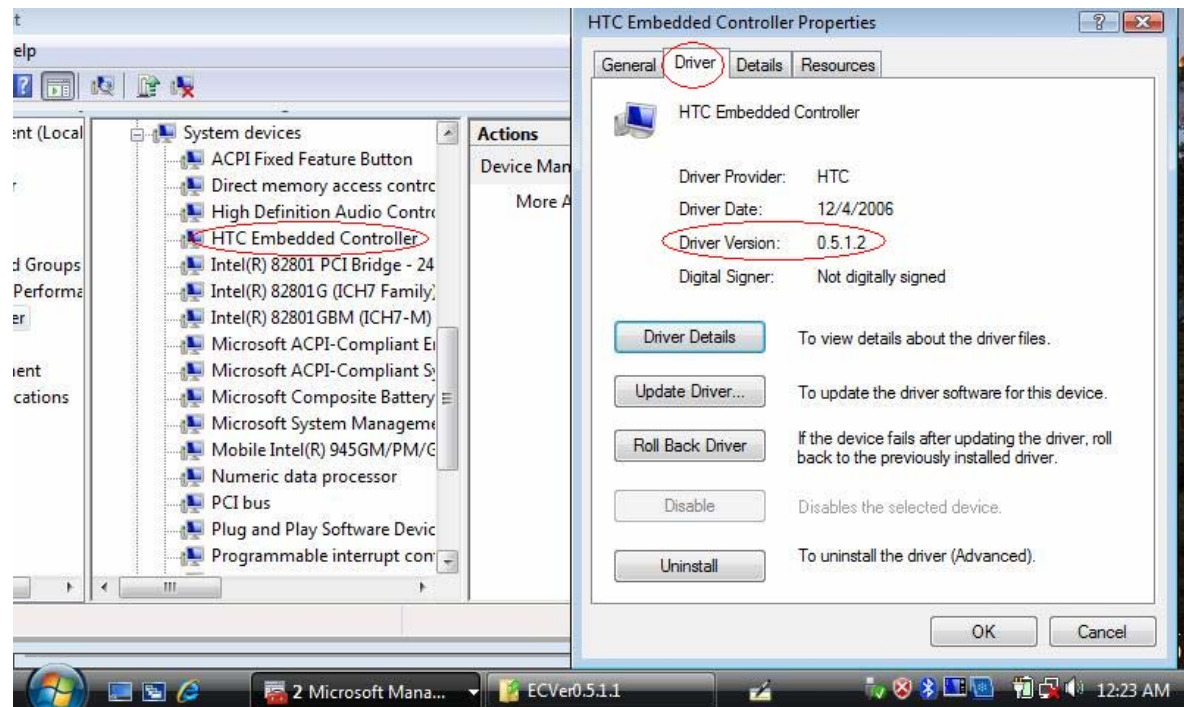 t
elp
ent (Local
r
d Groups
Performa
er
ent
cations
System devices
ACPI Fixed Feature Button
Direct memory access contro
High Definition Audio Contro
HTC Embedded Controller
Intel(R) 82801 PCI Bridge - 24
Intel(R) 82801G (ICH7 Family)
Intel(R) 82801GBM (ICH7-M)
Microsoft ACPI-Compliant E
Microsoft ACPI-Compliant Sy
Microsoft Composite Battery
Microsoft System Manageme
Mobile Intel(R) 945GM/PM/G
Numeric data processor
PCI bus
Plug and Play Software Devic
Programmable interrupt con
Actions
Device Man
More A
HTC Embedded Controller Properties
General Driver Details Resources
HTC Embedded Controller
Driver Provider: HTC
Driver Date: 12/4/2006
Driver Version: 0.5.1.2
Digital Signer: Not digitally signed
Driver Details To view details about the driver files.
Update Driver... To update the driver software for this device.
Roll Back Driver If the device fails after updating the driver, roll
back to the previously installed driver.
Disable Disables the selected device.
Uninstall To uninstall the driver (Advanced).
OK Cancel
2 Microsoft Mana... ECVer0.5.1.1 12:23 AM